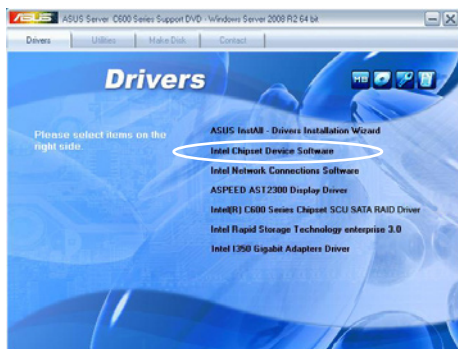 ASUS ASUS Server C600 Series Support DVD - Windows Server 2008 R2 64 bit
Drivers Utilities Make Disk Contact
Drivers
Please select items on the
right side.
ASUS InstAll - Drivers Installation Wizard
Intel Chipset Device Software
Intel Network Connections Software
ASPEED AST2300 Display Driver
Intel(R) C600 Series Chipset SCU SATA RAID Driver
Intel Rapid Storage Technology enterprise 3.0
Intel I350 Gigabit Adapters Driver